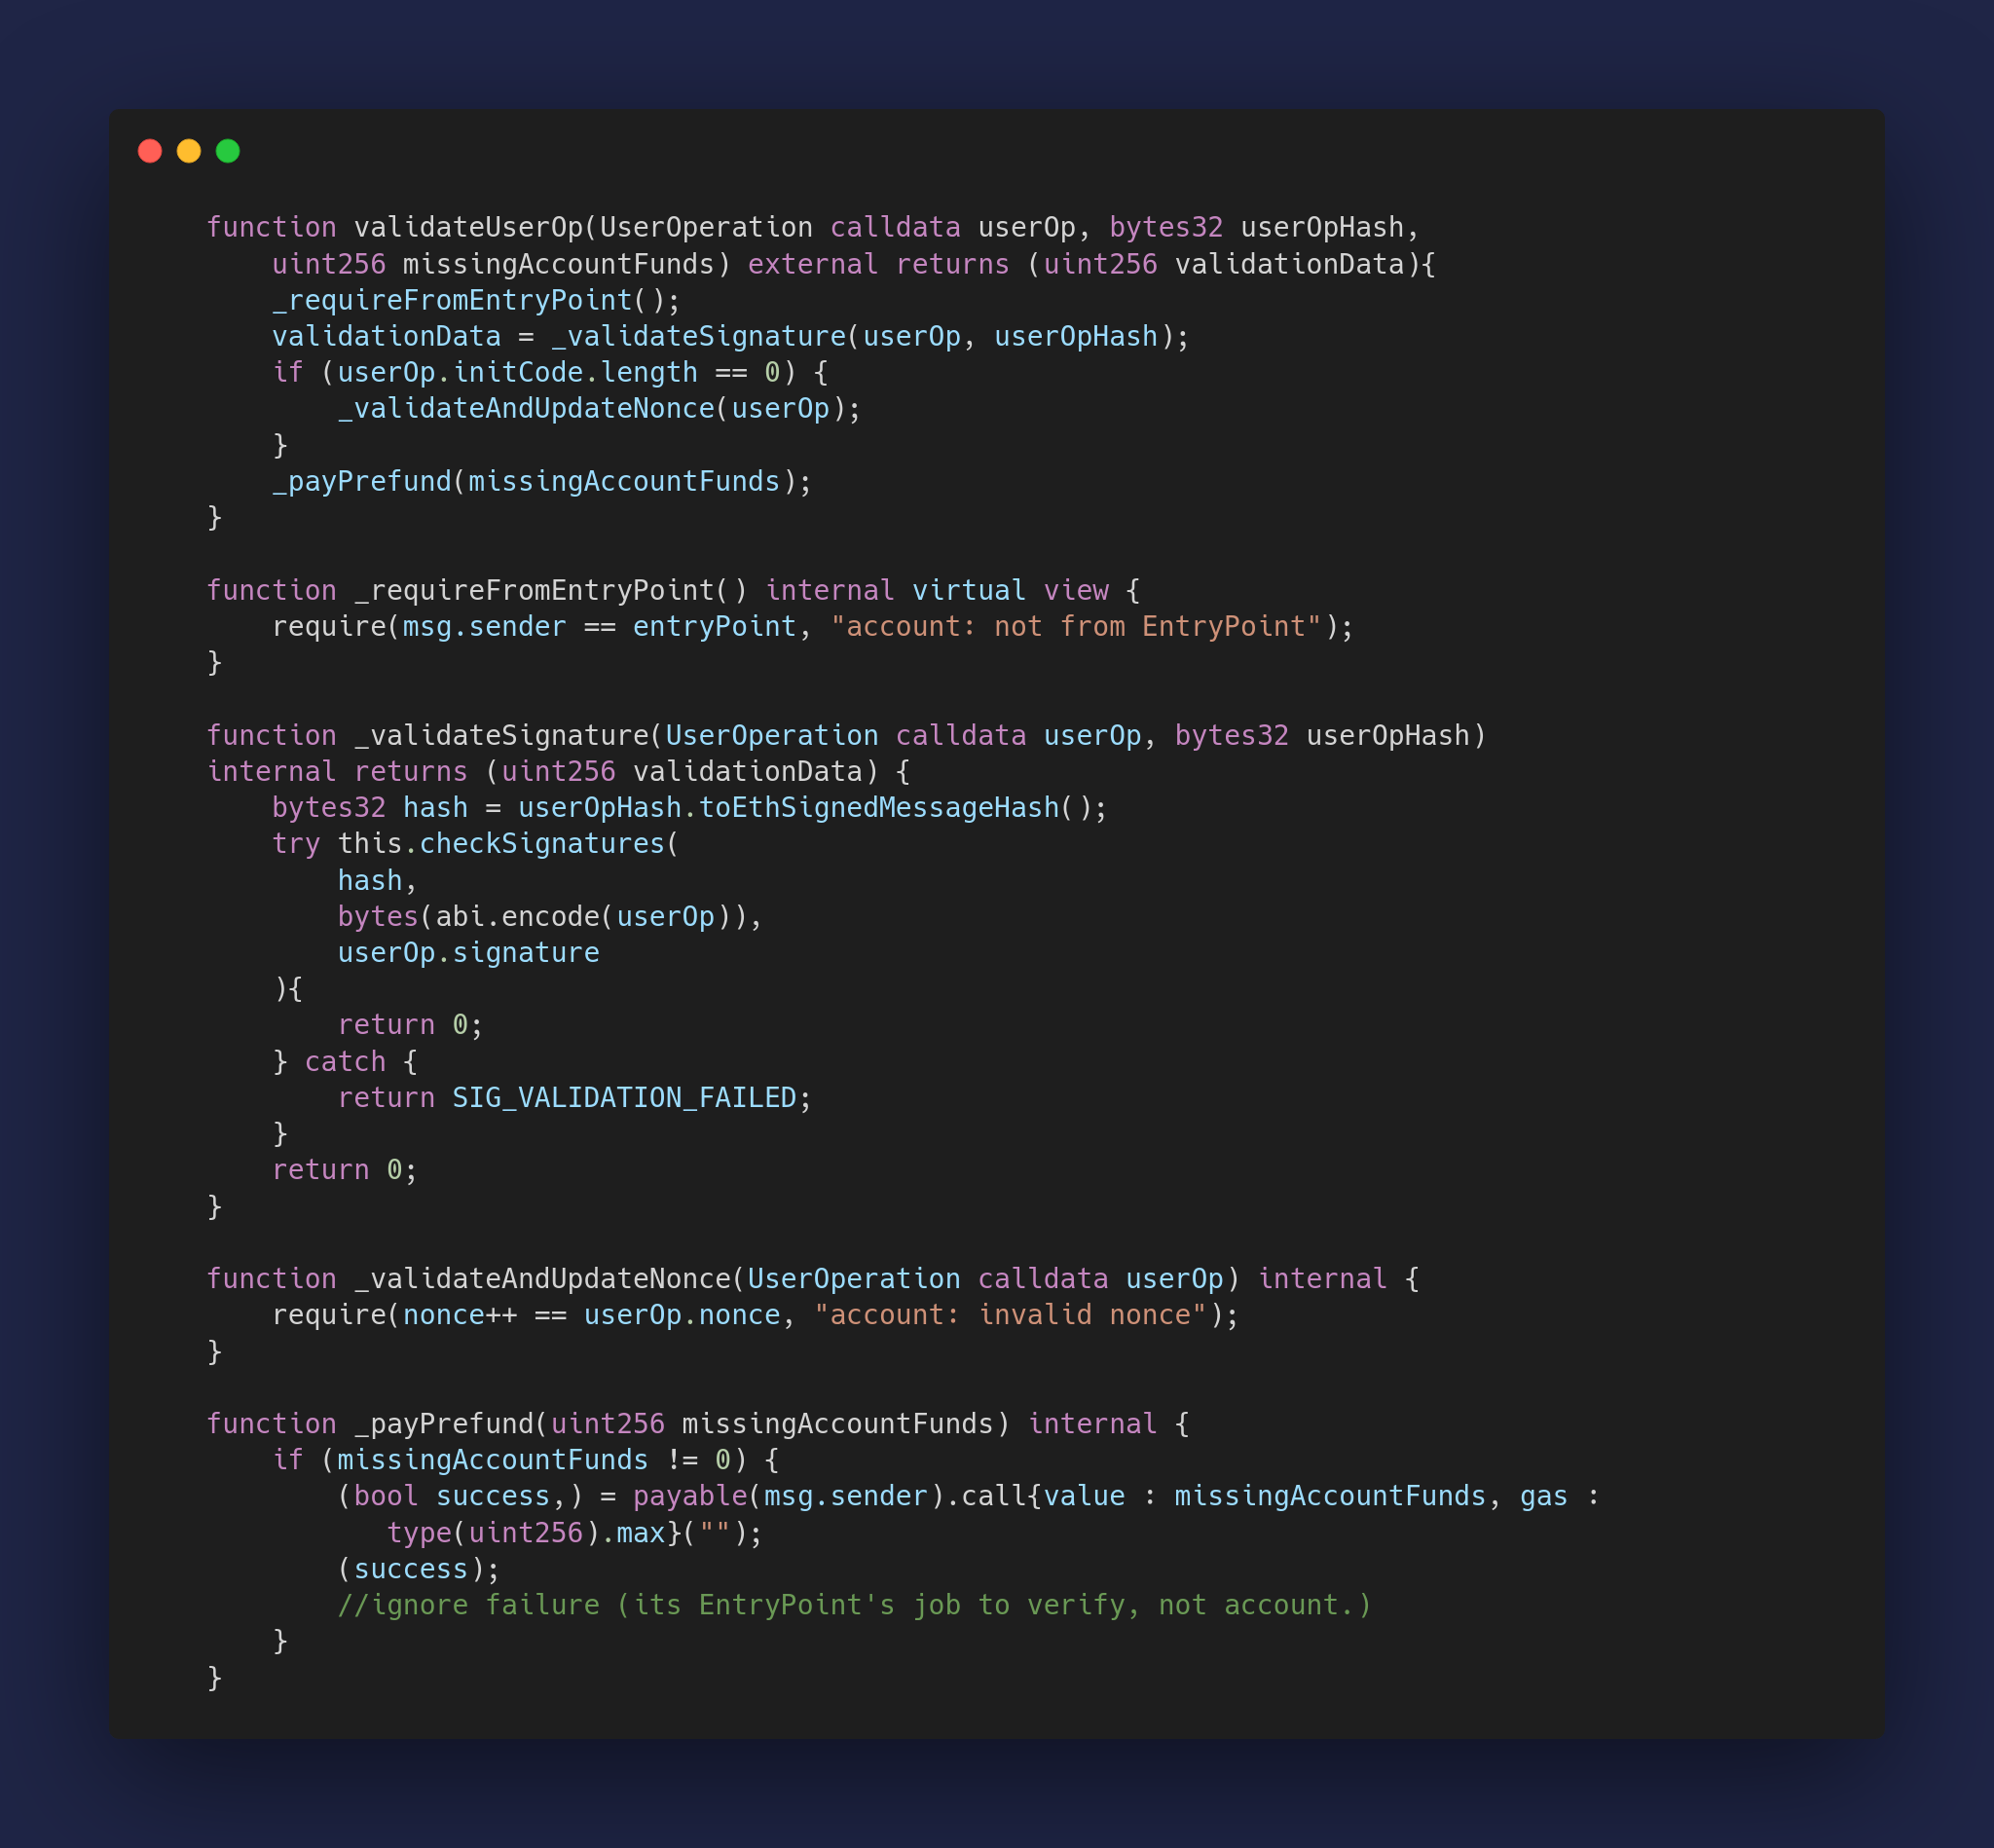 function validateUserOp(UserOperation calldata userOp, bytes32 userOpHash,
    uint256 missingAccountFunds) external returns (uint256 validationData){
    _requireFromEntryPoint();
    validationData = _validateSignature(userOp, userOpHash);
    if (userOp.initCode.length == 0) {
        _validateAndUpdateNonce(userOp);
    }
    _payPrefund(missingAccountFunds);
}

function _requireFromEntryPoint() internal virtual view {
    require(msg.sender == entryPoint, "account: not from EntryPoint");
}

function _validateSignature(UserOperation calldata userOp, bytes32 userOpHash)
internal returns (uint256 validationData) {
    bytes32 hash = userOpHash.toEthSignedMessageHash();
    try this.checkSignatures(
        hash,
        bytes(abi.encode(userOp)),
        userOp.signature
    ){
        return 0;
    } catch {
        return SIG_VALIDATION_FAILED;
    }
    return 0;
}

function _validateAndUpdateNonce(UserOperation calldata userOp) internal {
    require(nonce++ == userOp.nonce, "account: invalid nonce");
}

function _payPrefund(uint256 missingAccountFunds) internal {
    if (missingAccountFunds != 0) {
        (bool success,) = payable(msg.sender).call{value : missingAccountFunds, gas :
           type(uint256).max}("");
        (success);
        //ignore failure (its EntryPoint's job to verify, not account.)
    }
}